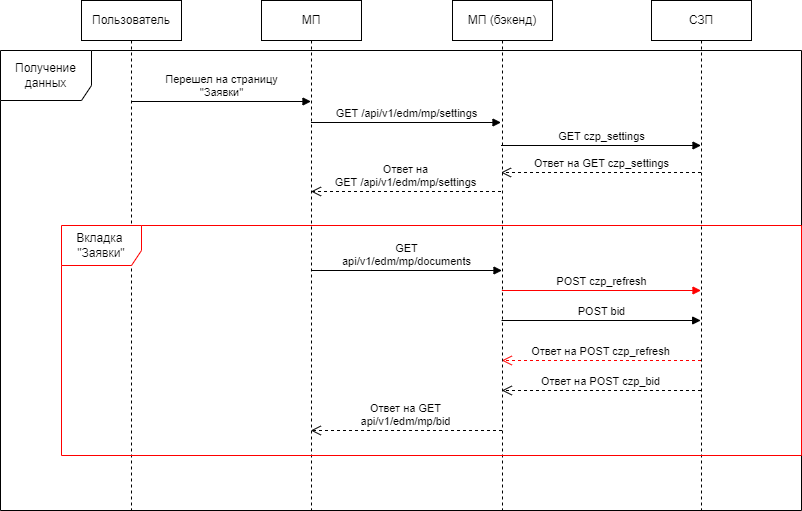 Пользователь
МП
МП (бэкенд)
СЗП
Получение
данных
Перешел на страницу
"Заявки"
GET /api/v1/edm/mp/settings
GET czp_settings
Ответ на GET czp_settings
Ответ на
GET /api/v1/edm/mp/settings
Вкладка
"Заявки"
GET
api/v1/edm/mp/documents
POST czp_refresh
POST bid
Ответ на POST czp_refresh
Ответ на POST czp_bid
Ответ на GET
api/v1/edm/mp/bid